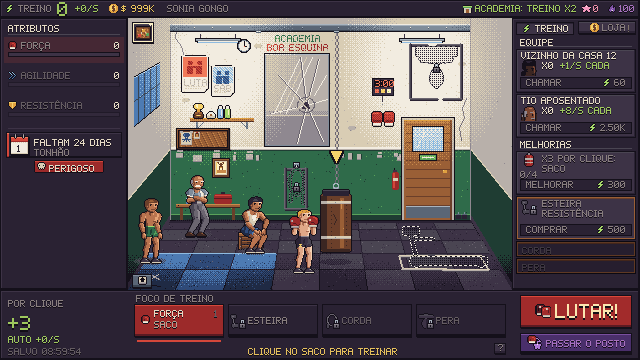 TREINO 0 +0/S $ 999K SONIA GONGO
ACADEMIA: TREINO X2 0 100
ATRIBUTOS
FORÇA 0
AGILIDADE 0
RESISTÊNCIA 0
1 FALTAM 24 DIAS
TONHÃO
PERIGOSO
ACADEMIA
BOA ESQUINA
LUTA
3:00
TREINO
LOJA!
EQUIPE
VIZINHO DA CASA 12
X0 +1/S CADA
CHAMAR 60
TIO APOSENTADO
X0 +8/S CADA
CHAMAR 2.50K
MELHORIAS
X3 POR CLIQUE:
SACO
0/4
MELHORAR 300
ESTEIRA
RESISTÊNCIA
COMPRAR 500
CORDA
PERA
POR CLIQUE
+3
AUTO +0/S
SALVO 08:59:54
FOCO DE TREINO
FORÇA 1
SACO
ESTEIRA
CORDA
PERA
CLIQUE NO SACO PARA TREINAR
?
LUTAR!
PASSAR O POSTO